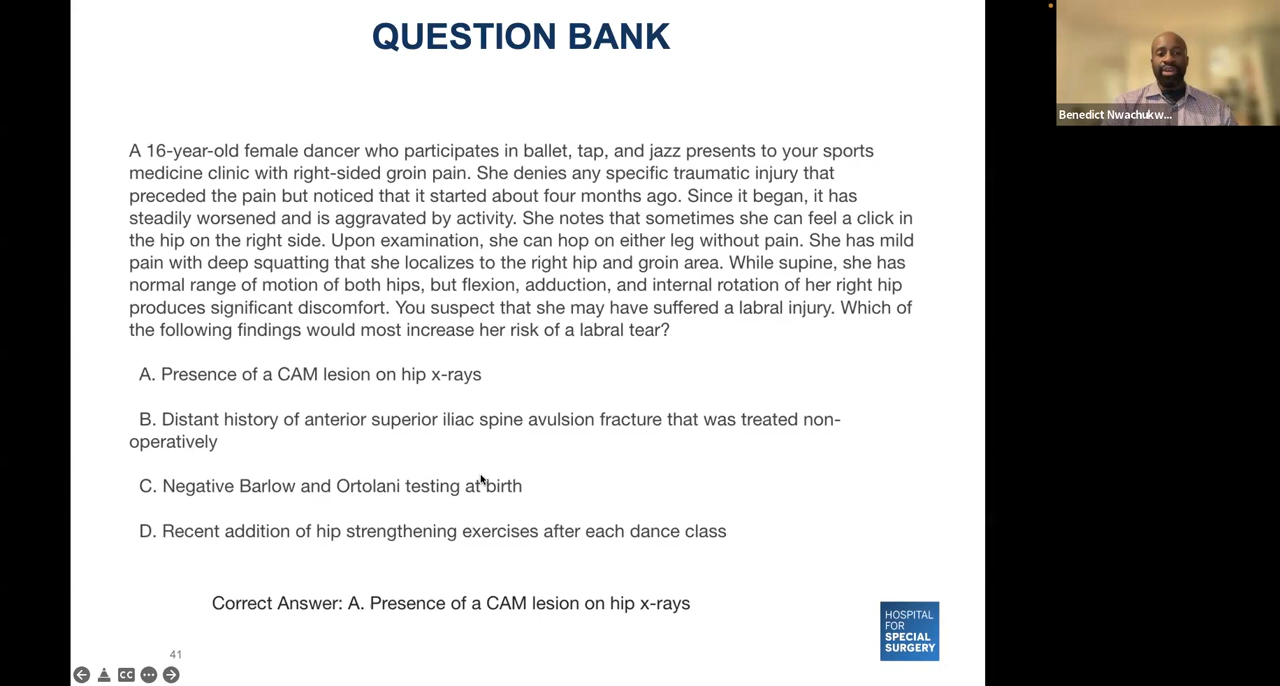 QUESTION BANK
Benedict Nwachukw...
A 16-year-old female dancer who participates in ballet, tap, and jazz presents to your sports
medicine clinic with right-sided groin pain. She denies any specific traumatic injury that
preceded the pain but noticed that it started about four months ago. Since it began, it has
steadily worsened and is aggravated by activity. She notes that sometimes she can feel a click in
the hip on the right side. Upon examination, she can hop on either leg without pain. She has mild
pain with deep squatting that she localizes to the right hip and groin area. While supine, she has
normal range of motion of both hips, but flexion, adduction, and internal rotation of her right hip
produces significant discomfort. You suspect that she may have suffered a labral injury. Which of
the following findings would most increase her risk of a labral tear?
A. Presence of a CAM lesion on hip x-rays
B. Distant history of anterior superior iliac spine avulsion fracture that was treated non-
operatively
C. Negative Barlow and Ortolani testing at birth
D. Recent addition of hip strengthening exercises after each dance class
Correct Answer: A. Presence of a CAM lesion on hip x-rays
HOSPITAL
FOR
SPECIAL
SURGERY
41
CC